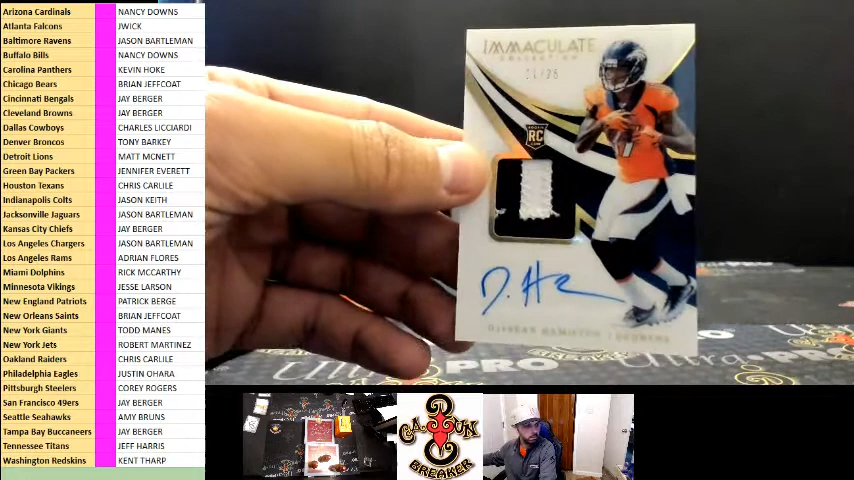 Arizona Cardinals NANCY DOWNS
Atlanta Falcons JWICK
Baltimore Ravens JASON BARTLEMAN
Buffalo Bills NANCY DOWNS
Carolina Panthers KEVIN HOKE
Chicago Bears BRIAN JEFFCOAT
Cincinnati Bengals JAY BERGER
Cleveland Browns JAY BERGER
Dallas Cowboys CHARLES LICCIARDI
Denver Broncos TONY BARKEY
Detroit Lions MATT MCNETT
Green Bay Packers JENNIFER EVERETT
Houston Texans CHRIS CARLILE
Indianapolis Colts JASON KEITH
Jacksonville Jaguars JASON BARTLEMAN
Kansas City Chiefs JAY BERGER
Los Angeles Chargers JASON BARTLEMAN
Los Angeles Rams ADRIAN FLORES
Miami Dolphins RICK MCCARTHY
Minnesota Vikings JESSE LARSON
New England Patriots PATRICK BERGE
New Orleans Saints BRIAN JEFFCOAT
New York Giants TODD MANES
New York Jets ROBERT MARTINEZ
Oakland Raiders CHRIS CARLILE
Philadelphia Eagles JUSTIN OHARA
Pittsburgh Steelers COREY ROGERS
San Francisco 49ers JAY BERGER
Seattle Seahawks AMY BRUNS
Tampa Bay Buccaneers JAY BERGER
Tennessee Titans JEFF HARRIS
Washington Redskins KENT THARP
IMMACULATE
COLLECTION
RC
D. H
PRO
Ultra PRO
CAJUN
BREAKER